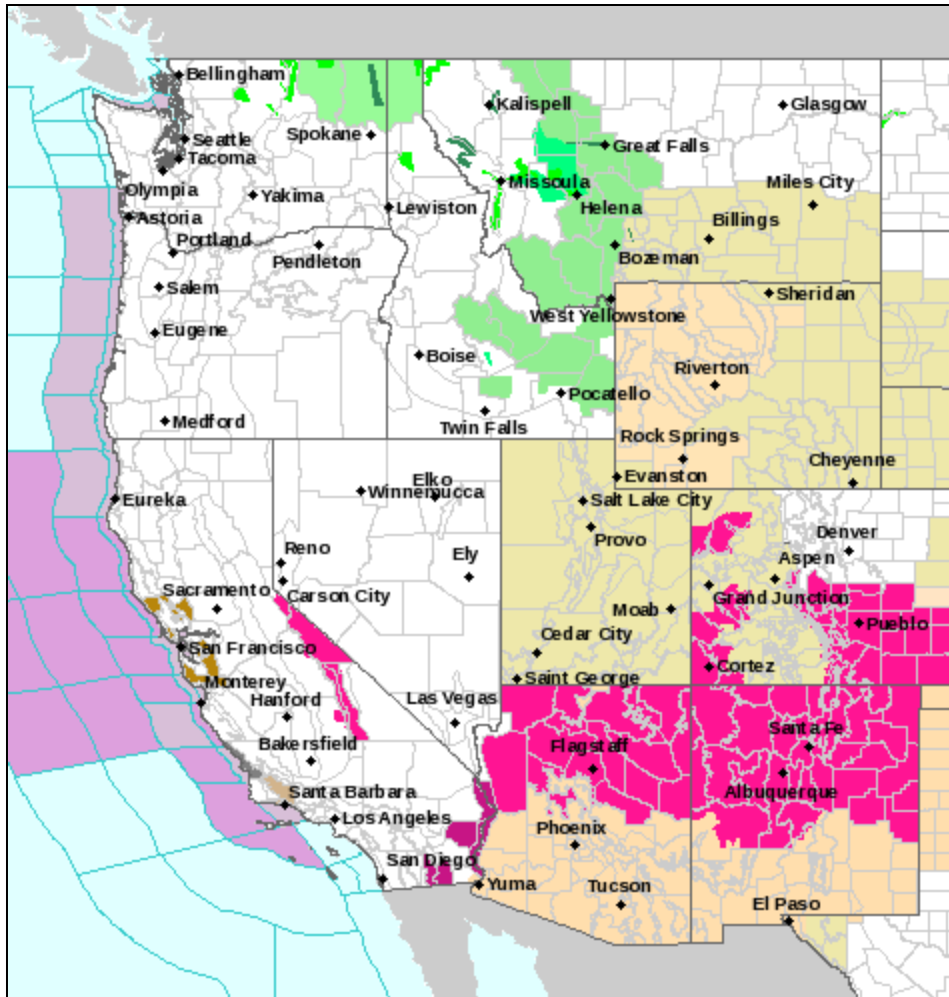 Bellingham
Kalispell
Glasgow
Spokane
Seattle
Great Falls
Tacoma
Missoula
Miles City
Olympia
Yakima
Lewiston
Helena
Astoria
Billings
Portland
Pendleton
Bozeman
Salem
Sheridan
West Yellowstone
Eugene
Boise
Riverton
Pocatello
Medford
Twin Falls
Rock Springs
Cheyenne
Evanston
Elko
Winnemucca
Eureka
Salt Lake City
Denver
Provo
Reno
Ely
Aspen
Sacramento
Carson City
Grand Junction
Moab
Pueblo
Cedar City
San Francisco
Cortez
Saint George
Monterey
Hanford
Las Vegas
Santa Fe
Bakersfield
Flagstaff
Santa Barbara
Albuquerque
Los Angeles
Phoenix
San Diego
Yuma
Tucson
El Paso